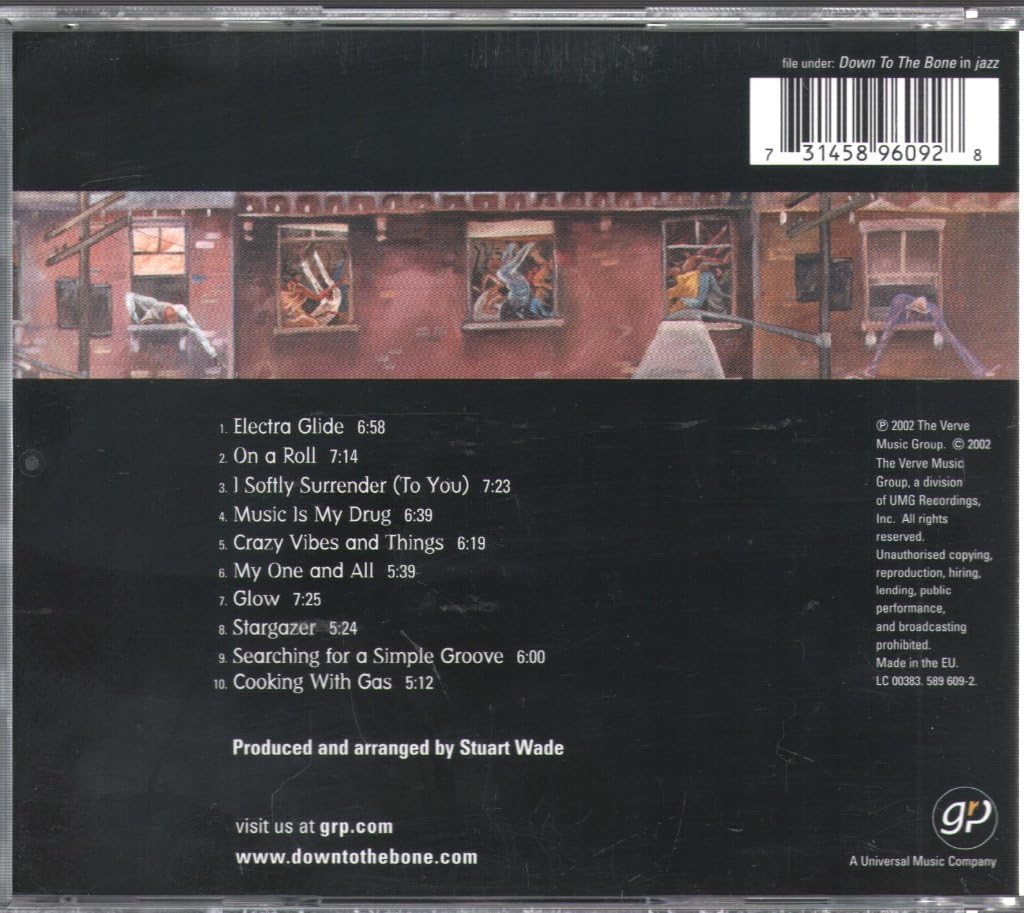 file under: Down To The Bone in jazz
7 31458 96092 8
1. Electra Glide 6:58
2. On a Roll 7:14
3. I Softly Surrender (To You) 7:23
4. Music Is My Drug 6:39
5. Crazy Vibes and Things 6:19
6. My One and All 5:39
7. Glow 7:25
8. Stargazer 5:24
9. Searching for a Simple Groove 6:00
10. Cooking With Gas 5:12
Produced and arranged by Stuart Wade
visit us at grp.com
www.downtothebone.com
℗ 2002 The Verve
Music Group. © 2002
The Verve Music
Group, a division
of UMG Recordings,
Inc. All rights
reserved.
Unauthorised copying,
reproduction, hiring,
lending, public
performance,
and broadcasting
prohibited.
Made in the EU.
LC 00383. 589 609-2.
grp
A Universal Music Company